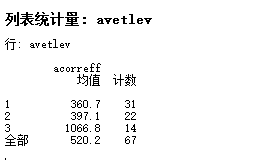 列表统计量: avetlev
行: avetlev
acorreff
均值 计数
1 360.7 31
2 397.1 22
3 1066.8 14
全部 520.2 67